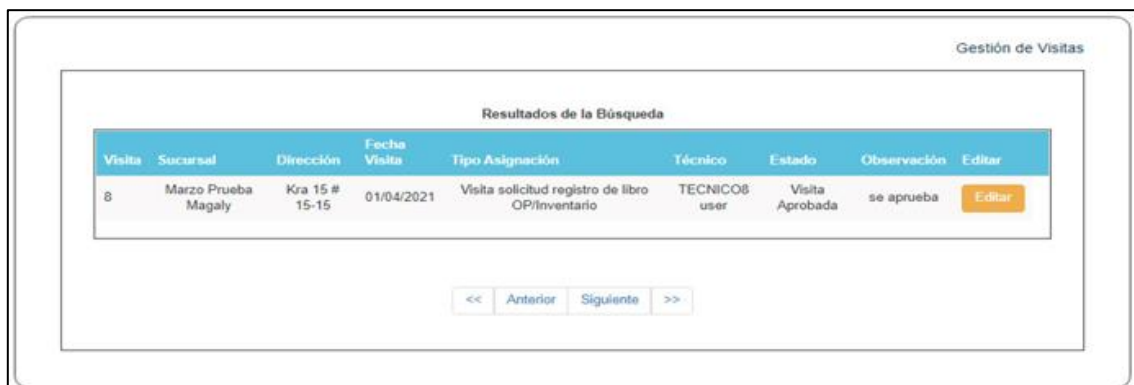 Gestión de Visitas
Resultados de la Búsqueda
Visita Sucursal Dirección Fecha Visita Tipo Asignación Técnico Estado Observación Editar
8 Marzo Prueba Magaly Kra 15 # 15-15 01/04/2021 Visita solicitud registro de libro OP/Inventario TECNICO8 user Visita Aprobada se aprueba Editar
<< Anterior Siguiente >>